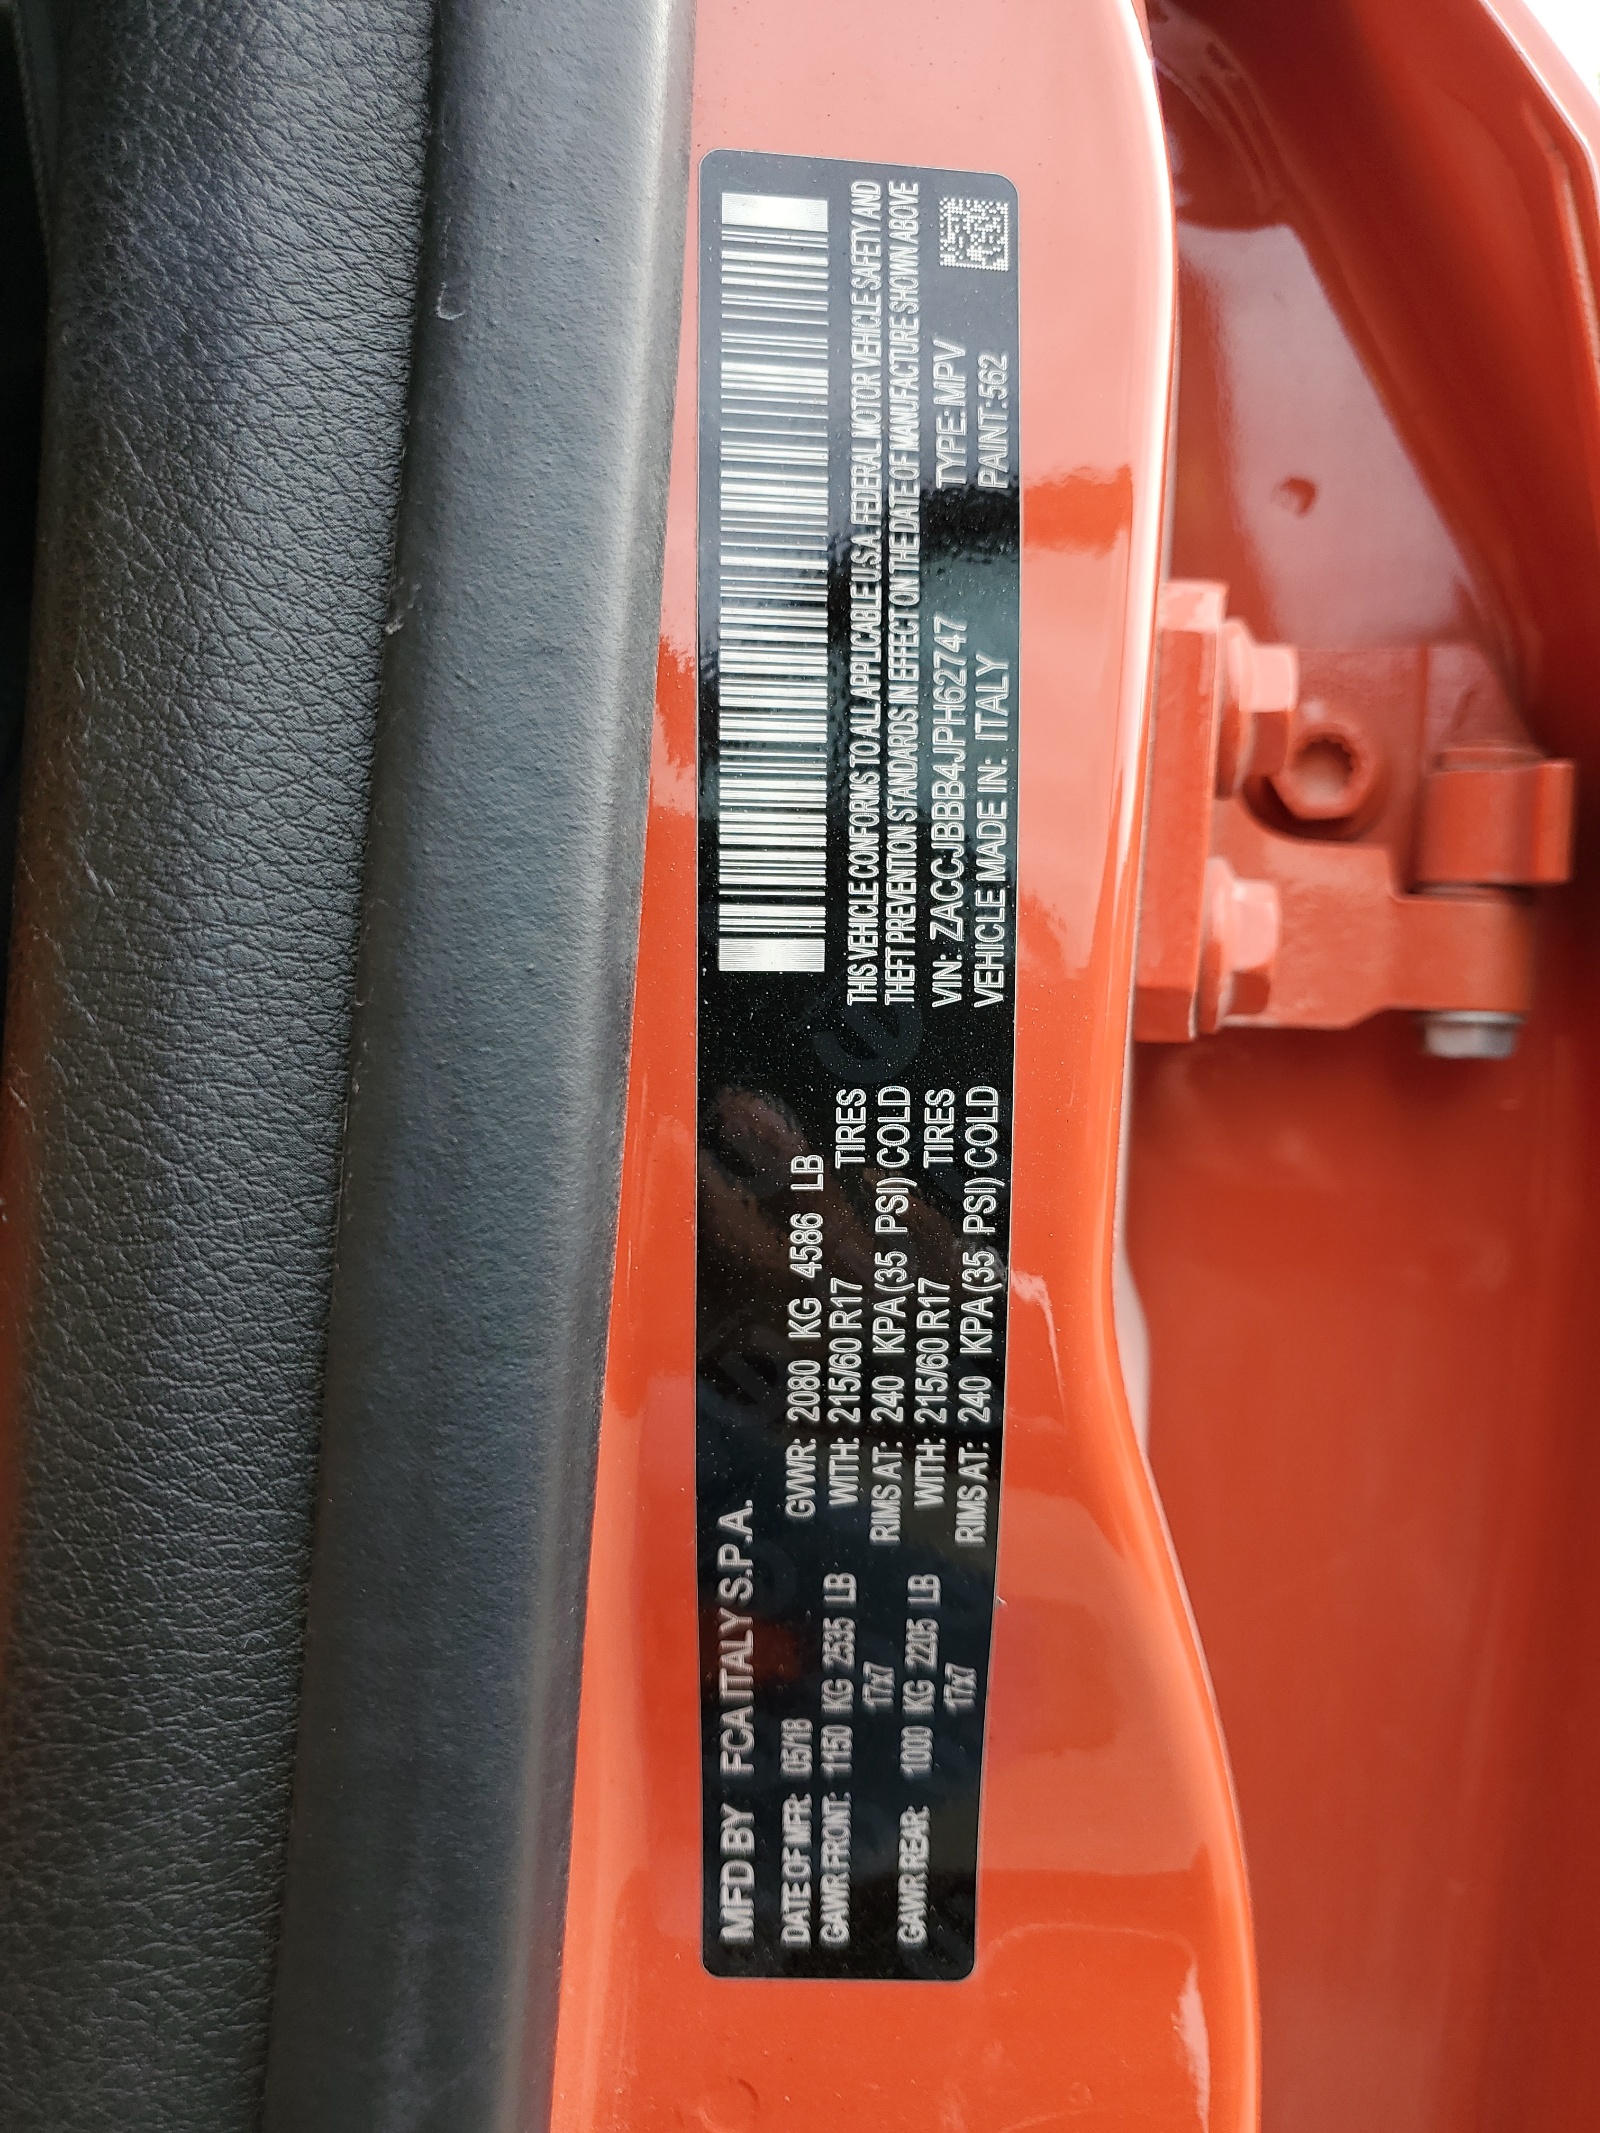 MFD BY FCA ITALY S.P.A.
DATE OF MFR: 05/18 GVWR: 2080 KG 4586 LB
GAWR FRONT: 1150 KG 2535 LB WITH: 215/60 R17 TIRES
17x7 RIMS AT: 240 KPA(35 PSI) COLD
GAWR REAR: 1000 KG 2205 LB WITH: 215/60 R17 TIRES
17x7 RIMS AT: 240 KPA(35 PSI) COLD
THIS VEHICLE CONFORMS TO ALL APPLICABLE U.S.A. FEDERAL MOTOR VEHICLE SAFETY AND
THEFT PREVENTION STANDARDS IN EFFECT ON THE DATE OF MANUFACTURE SHOWN ABOVE
VIN: ZACCJBBB4JPH62747 TYPE: MPV
VEHICLE MADE IN: ITALY PAINT: 562